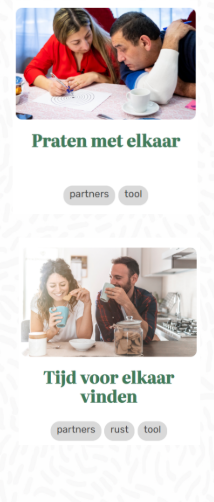 Praten met elkaar
partners tool
Tijd voor elkaar
vinden
partners rust tool